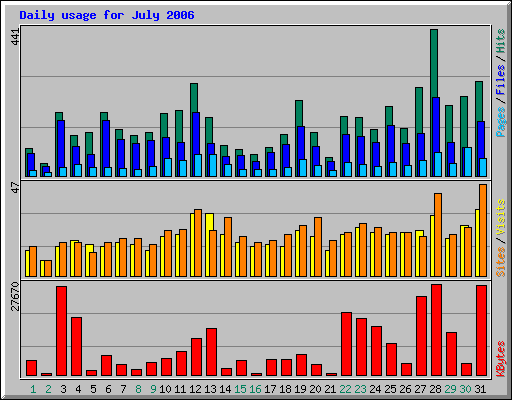 Daily usage for July 2006
441
Pages / Files / Hits
47
Sites / Visits
27670
KBytes
1 2 3 4 5 6 7 8 9 10 11 12 13 14 15 16 17 18 19 20 21 22 23 24 25 26 27 28 29 30 31